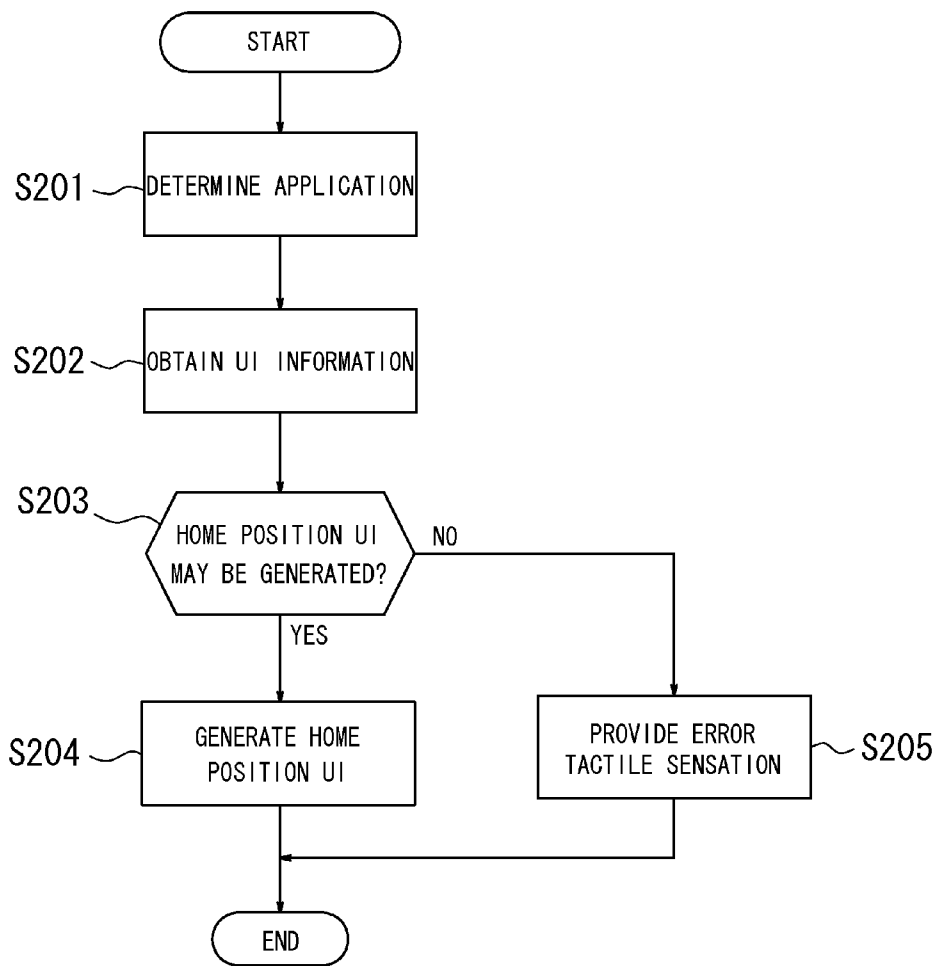 START
S201
DETERMINE APPLICATION
S202
OBTAIN UI INFORMATION
S203
HOME POSITION UI
MAY BE GENERATED?
NO
YES
S204
GENERATE HOME
POSITION UI
PROVIDE ERROR
TACTILE SENSATION
S205
END